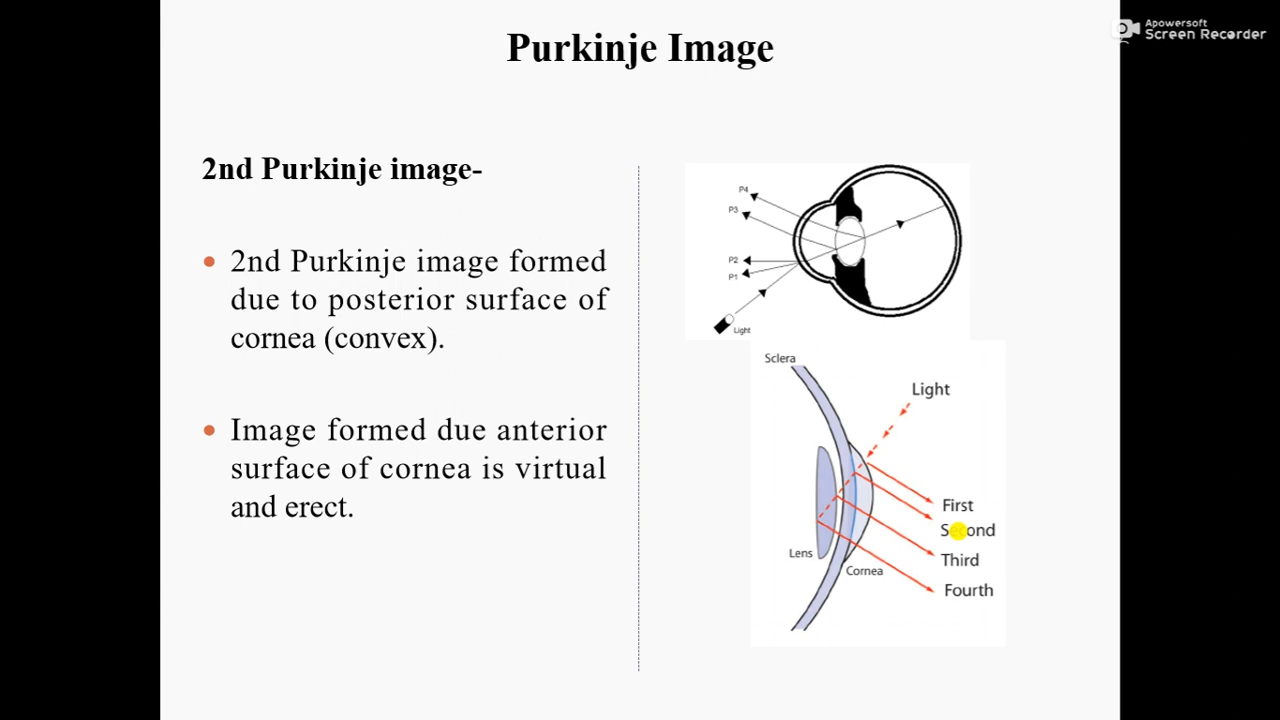 Purkinje Image
Apowersoft
Screen Recorder
2nd Purkinje image-
• 2nd Purkinje image formed
due to posterior surface of
cornea (convex).
• Image formed due anterior
surface of cornea is virtual
and erect.
P4
P3
P2
P1
Light
Sclera
Light
First
Second
Third
Fourth
Lens
Cornea